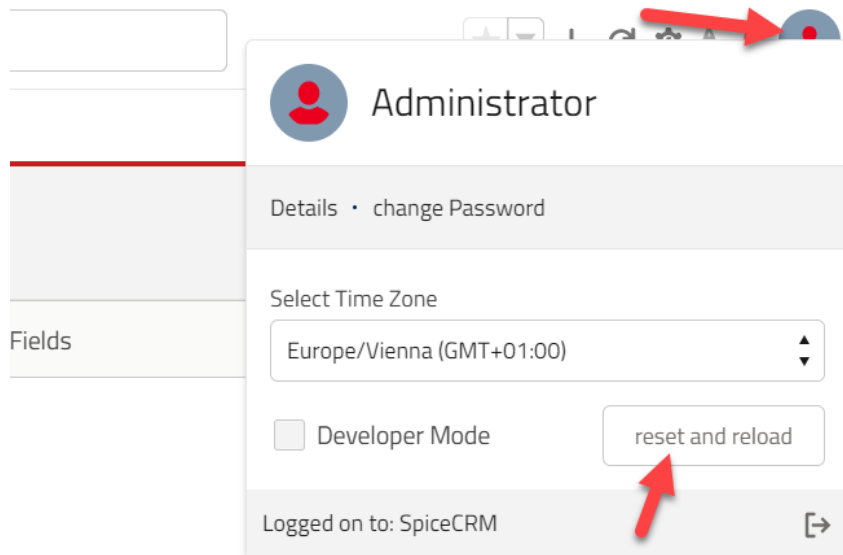 Administrator
Details · change Password
Select Time Zone
Fields
Europe/Vienna (GMT+01:00)
Developer Mode
reset and reload
Logged on to: SpiceCRM